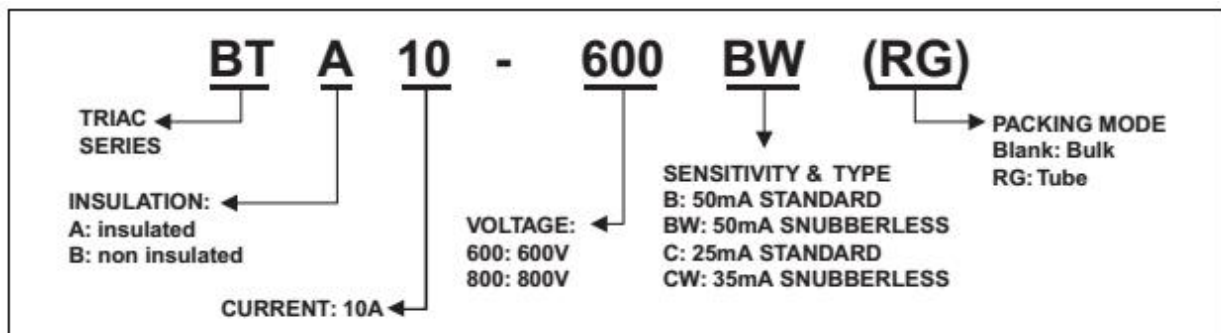 BT A 10 - 600 BW (RG)
TRIAC
SERIES
INSULATION:
A: insulated
B: non insulated
CURRENT: 10A
VOLTAGE:
600: 600V
800: 800V
SENSITIVITY & TYPE
B: 50mA STANDARD
BW: 50mA SNUBBERLESS
C: 25mA STANDARD
CW: 35mA SNUBBERLESS
PACKING MODE
Blank: Bulk
RG: Tube